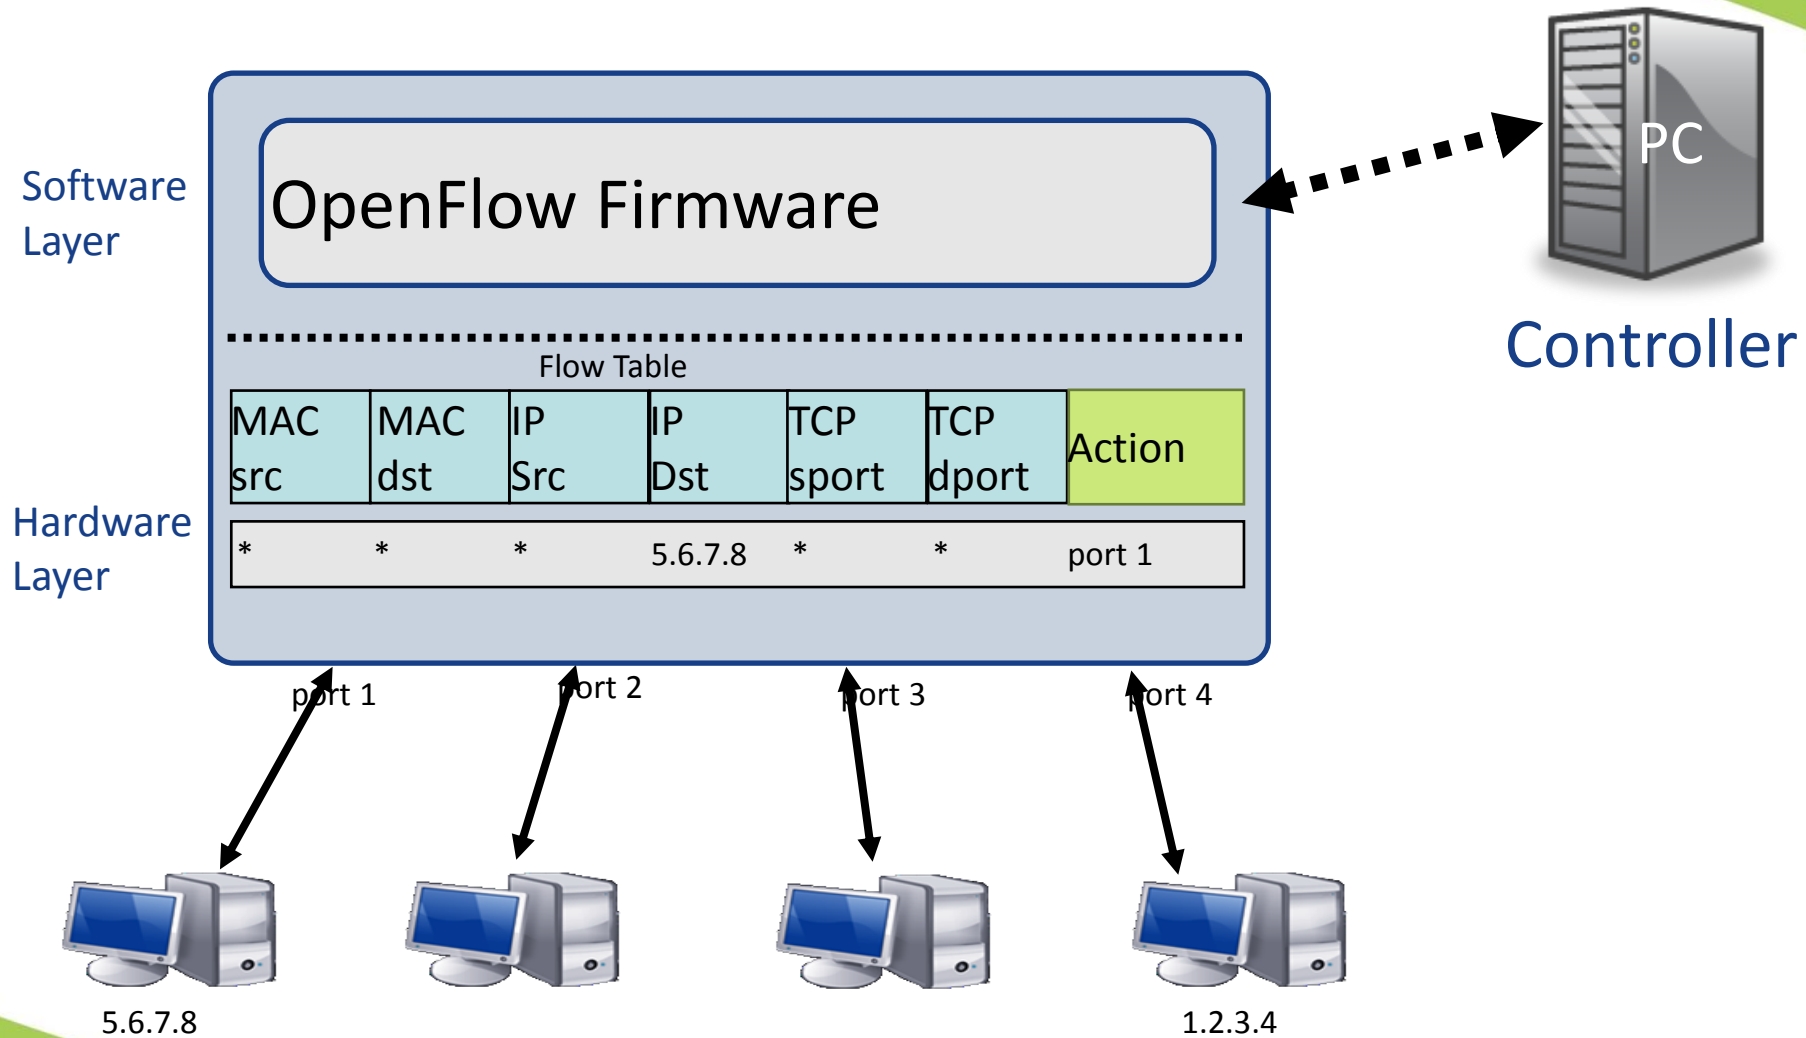 PC
Controller
Software
Layer
OpenFlow Firmware
Flow Table
MAC src
MAC dst
IP Src
IP Dst
TCP sport
TCP dport
Action
Hardware
Layer
* * * 5.6.7.8 * * port 1
port 1
port 2
port 3
port 4
5.6.7.8
1.2.3.4